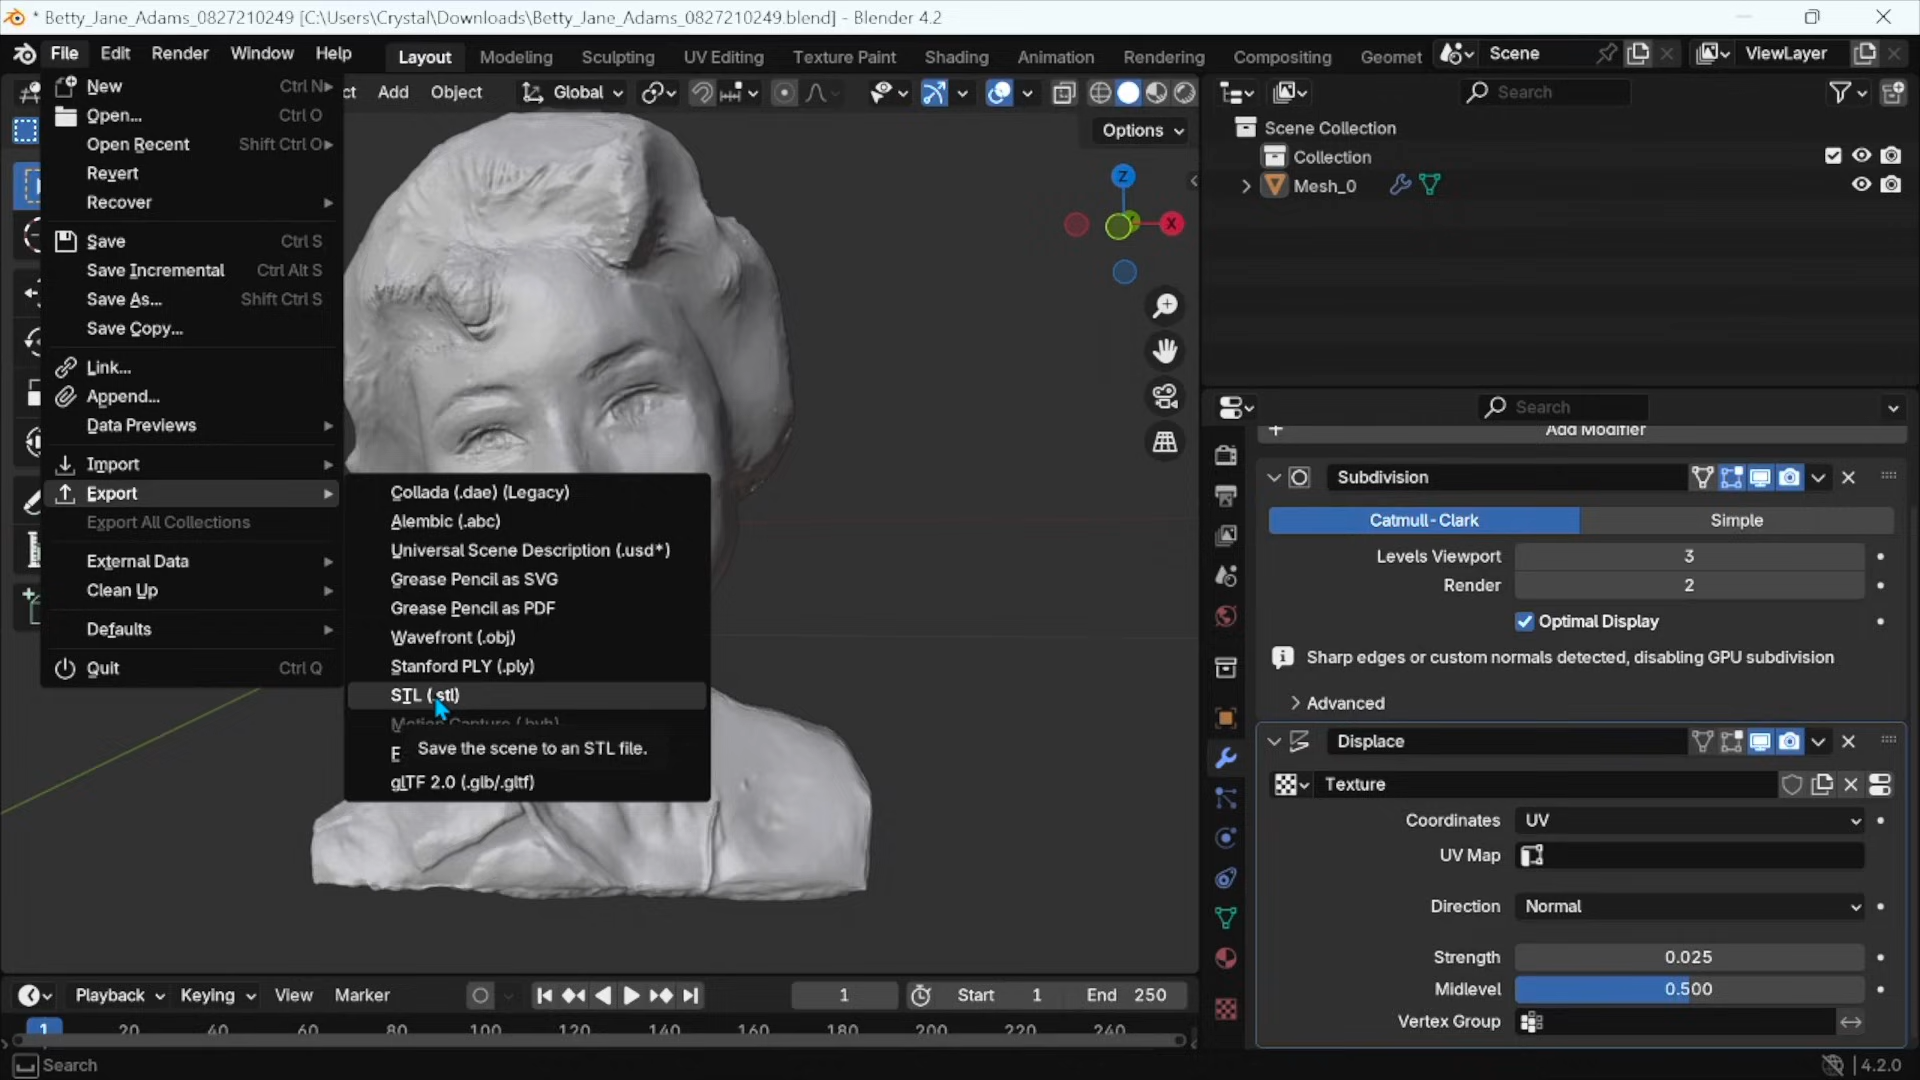 * Betty_Jane_Adams_0827210249 [C:\Users\Crystal\Downloads\Betty_Jane_Adams_0827210249.blend] - Blender 4.2
File Edit Render Window Help Layout Modeling Sculpting UV Editing Texture Paint Shading Animation Rendering Compositing Geomet Scene ViewLayer
New Ctrl N
Open... Ctrl O
Open Recent Shift Ctrl O
Revert
Recover
Save Ctrl S
Save Incremental Ctrl Alt S
Save As... Shift Ctrl S
Save Copy...
Link...
Append...
Data Previews
Import
Export
Export All Collections
External Data
Clean Up
Defaults
Quit Ctrl Q
ct Add Object Global
Options
Z
X
Collada (.dae) (Legacy)
Alembic (.abc)
Universal Scene Description (.usd*)
Grease Pencil as SVG
Grease Pencil as PDF
Wavefront (.obj)
Stanford PLY (.ply)
STL (.stl)
Motion Capture (.bvh)
F
Save the scene to an STL file.
glTF 2.0 (.glb/.gltf)
Search
Scene Collection
Collection
Mesh_0
Search
Add Modifier
Subdivision
Catmull-Clark Simple
Levels Viewport 3
Render 2
Optimal Display
Sharp edges or custom normals detected, disabling GPU subdivision
Advanced
Displace
Texture
Coordinates UV
UV Map
Direction Normal
Strength 0.025
Midlevel 0.500
Vertex Group
Playback Keying View Marker 1 Start 1 End 250
1 20 40 60 80 100 120 140 160 180 200 220 240
Search 4.2.0